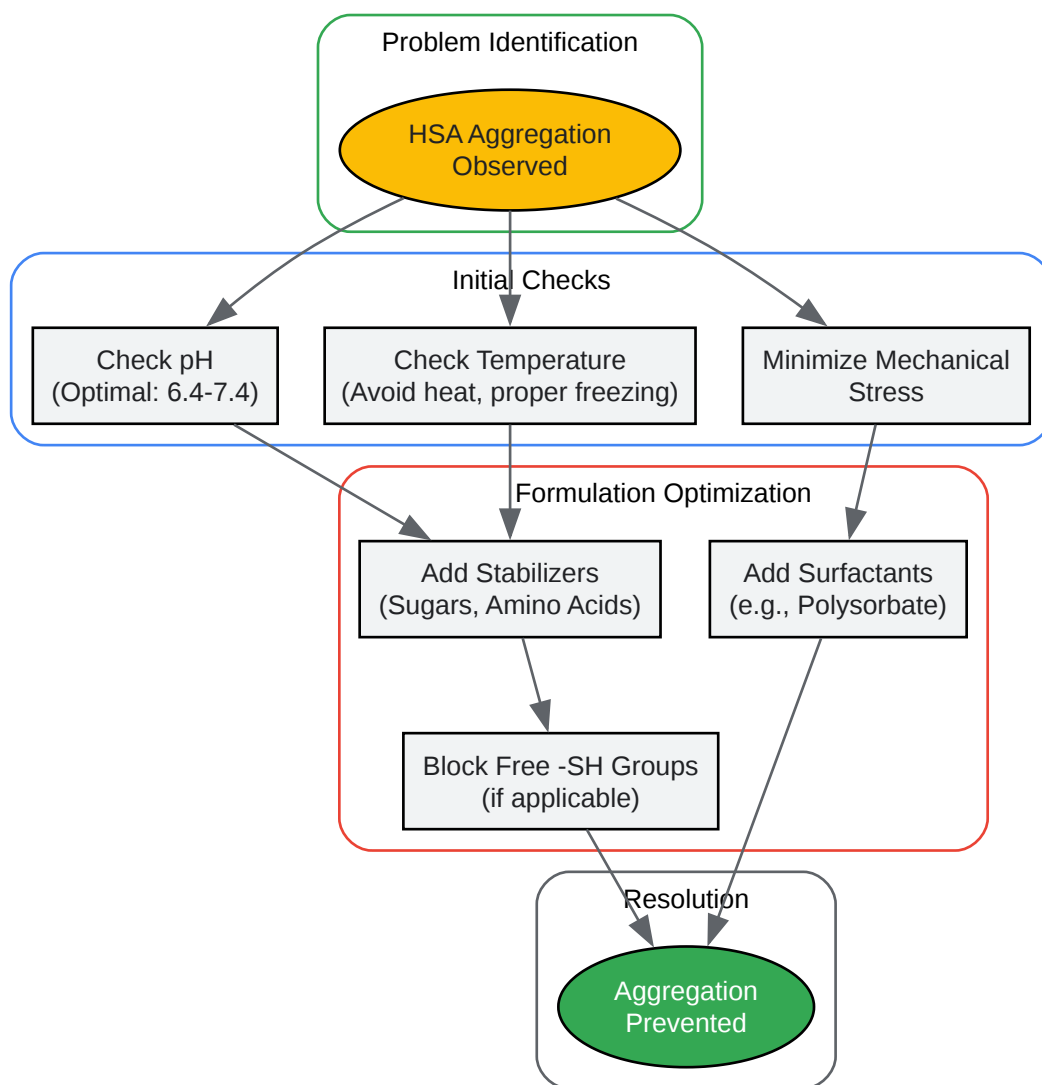 Problem Identification
HSA Aggregation
Observed
Initial Checks
Check pH
(Optimal: 6.4-7.4)
Check Temperature
(Avoid heat, proper freezing)
Minimize Mechanical
Stress
Formulation Optimization
Add Stabilizers
(Sugars, Amino Acids)
Add Surfactants
(e.g., Polysorbate)
Block Free -SH Groups
(if applicable)
Resolution
Aggregation
Prevented